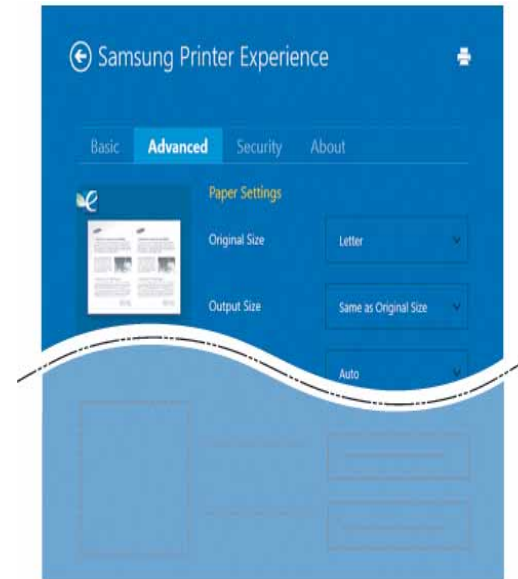 Samsung Printer Experience
Basic Advanced Security About
Paper Settings
Original Size Letter
Output Size Same as Original Size
Auto